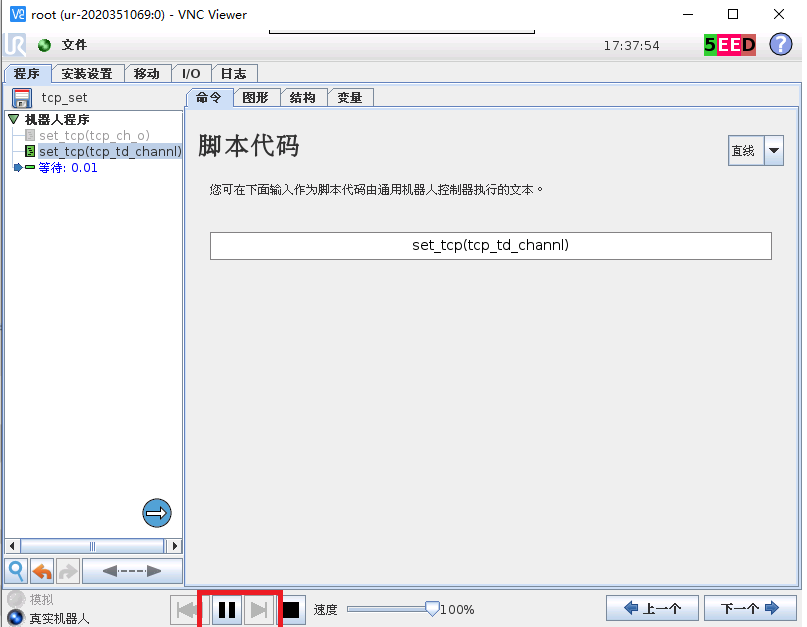 root (ur-2020351069:0) - VNC Viewer
UR
文件
17:37:54
5EED
?
程序 安装设置 移动 I/O 日志
tcp_set
命令 图形 结构 变量
机器人程序
set_tcp(tcp_ch_o)
set_tcp(tcp_td_channl)
等待: 0.01
脚本代码
直线
您可在下面输入作为脚本代码由通用机器人控制器执行的文本。
set_tcp(tcp_td_channl)
模拟
真实机器人
速度
100%
上一个
下一个